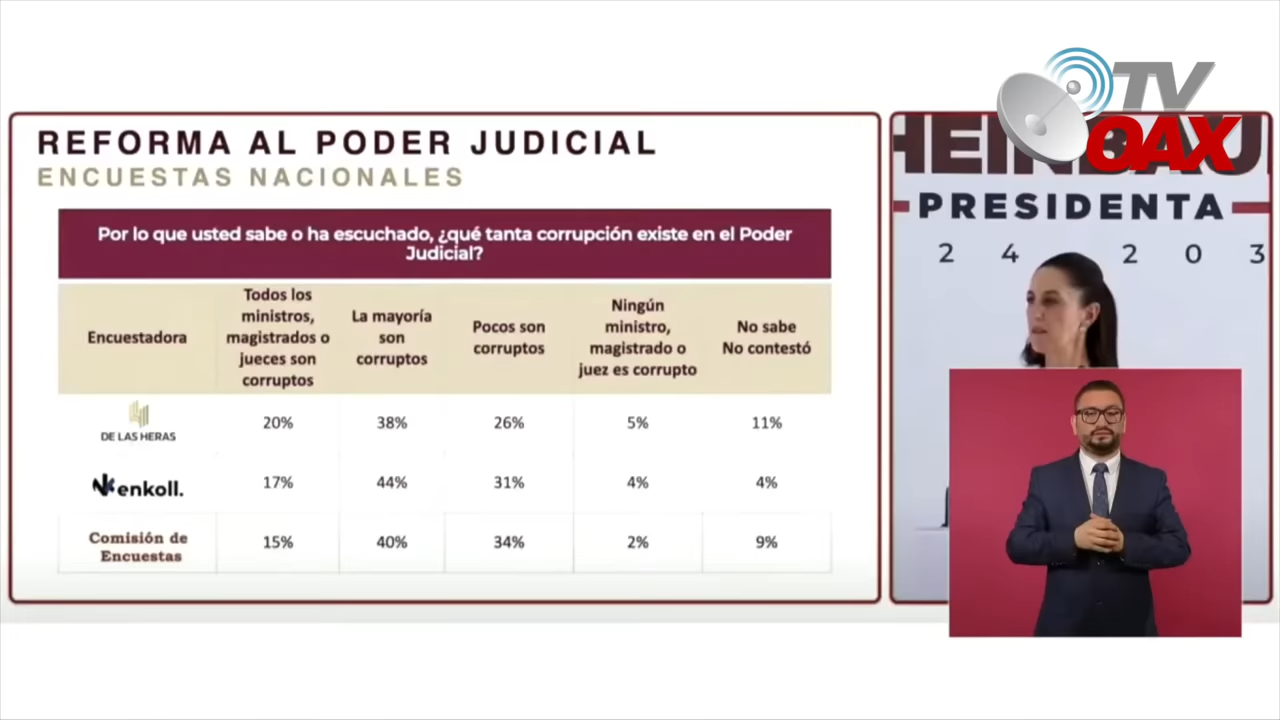 TV
OAX
REFORMA AL PODER JUDICIAL
ENCUESTAS NACIONALES
Por lo que usted sabe o ha escuchado, ¿qué tanta corrupción existe en el Poder
Judicial?
Encuestadora
Todos los
ministros,
magistrados o
jueces son
corruptos
La mayoría
son
corruptos
Pocos son
corruptos
Ningún
ministro,
magistrado o
juez es corrupto
No sabe
No contestó
DE LAS HERAS
20%
38%
26%
5%
11%
enkoll.
17%
44%
31%
4%
4%
Comisión de
Encuestas
15%
40%
34%
2%
9%
HEINBAU
PRESIDENTA
2 4 2 0 3